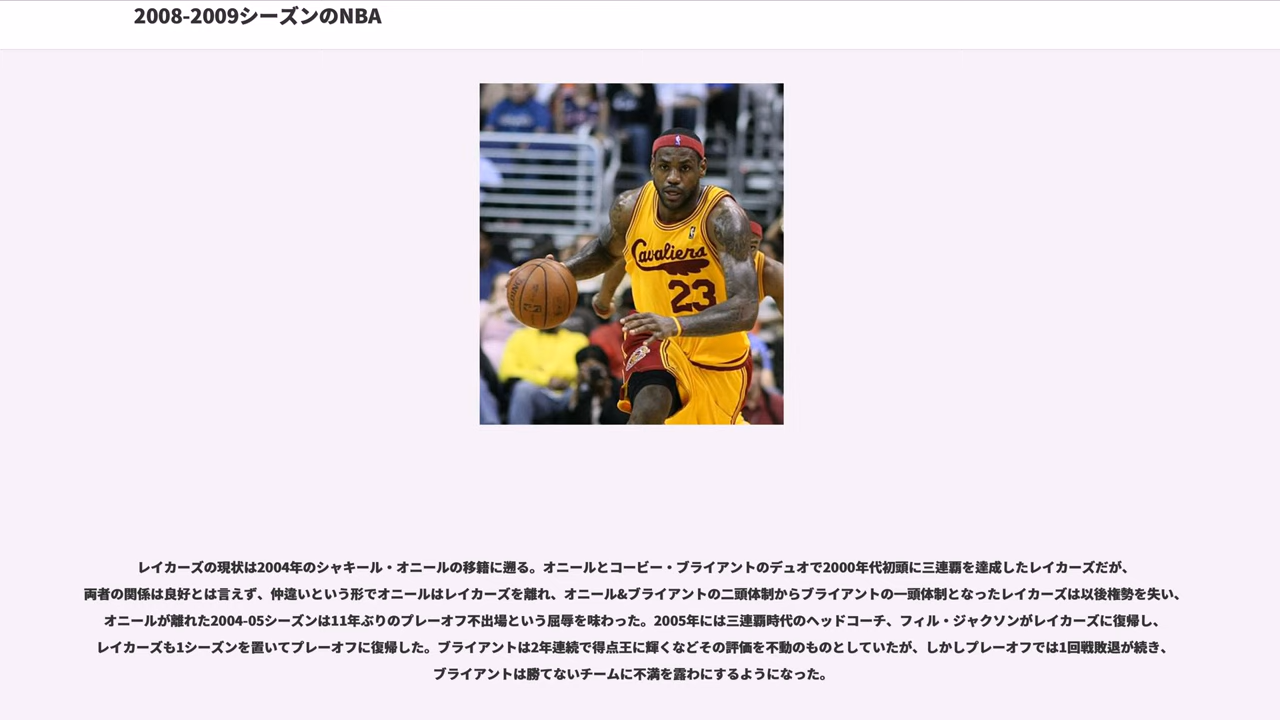 2008-2009シーズンのNBA
Cavaliers
23
レイカーズの現状は2004年のシャキール・オニールの移籍に遡る。オニールとコービー・ブライアントのデュオで2000年代初頭に三連覇を達成したレイカーズだが、
両者の関係は良好とは言えず、仲違いという形でオニールはレイカーズを離れ、オニール&ブライアントの二頭体制からブライアントの一頭体制となったレイカーズは以後権勢を失い、
オニールが離れた2004-05シーズンは11年ぶりのプレーオフ不出場という屈辱を味わった。2005年には三連覇時代のヘッドコーチ、フィル・ジャクソンがレイカーズに復帰し、
レイカーズも1シーズンを置いてプレーオフに復帰した。ブライアントは2年連続で得点王に輝くなどその評価を不動のものとしていたが、しかしプレーオフでは1回戦敗退が続き、
ブライアントは勝てないチームに不満を露わにするようになった。